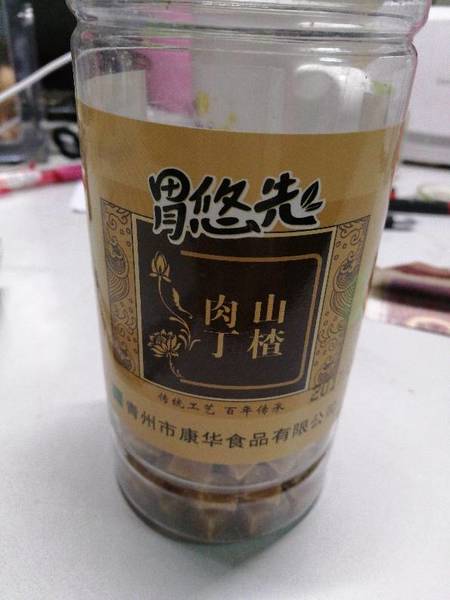 胃悠先
山楂
肉丁
传统工艺 百年传承
青州市康华食品有限公司